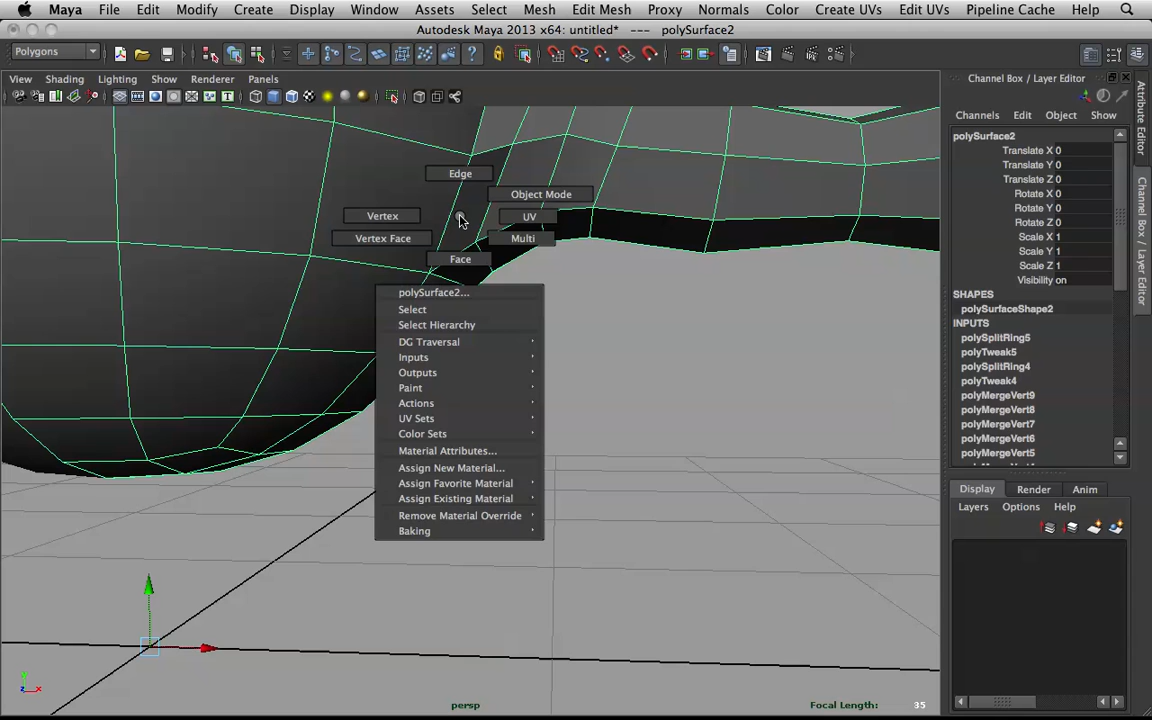 Maya File Edit Modify Create Display Window Assets Select Mesh Edit Mesh Proxy Normals Color Create UVs Edit UVs Pipeline Cache Help
Autodesk Maya 2013 x64: untitled* --- polySurface2
Polygons
View Shading Lighting Show Renderer Panels
Edge
Object Mode
Vertex
UV
Vertex Face
Multi
Face
polySurface2...
Select
Select Hierarchy
DG Traversal
Inputs
Outputs
Paint
Actions
UV Sets
Color Sets
Material Attributes...
Assign New Material...
Assign Favorite Material
Assign Existing Material
Remove Material Override
Baking
persp
Focal Length: 35
Channel Box / Layer Editor
Channels Edit Object Show
polySurface2
Translate X 0
Translate Y 0
Translate Z 0
Rotate X 0
Rotate Y 0
Rotate Z 0
Scale X 1
Scale Y 1
Scale Z 1
Visibility on
SHAPES
polySurfaceShape2
INPUTS
polySplitRing5
polyTweak5
polySplitRing4
polyTweak4
polyMergeVert9
polyMergeVert8
polyMergeVert7
polyMergeVert6
polyMergeVert5
Display Render Anim
Layers Options Help
Attribute Editor
Channel Box / Layer Editor